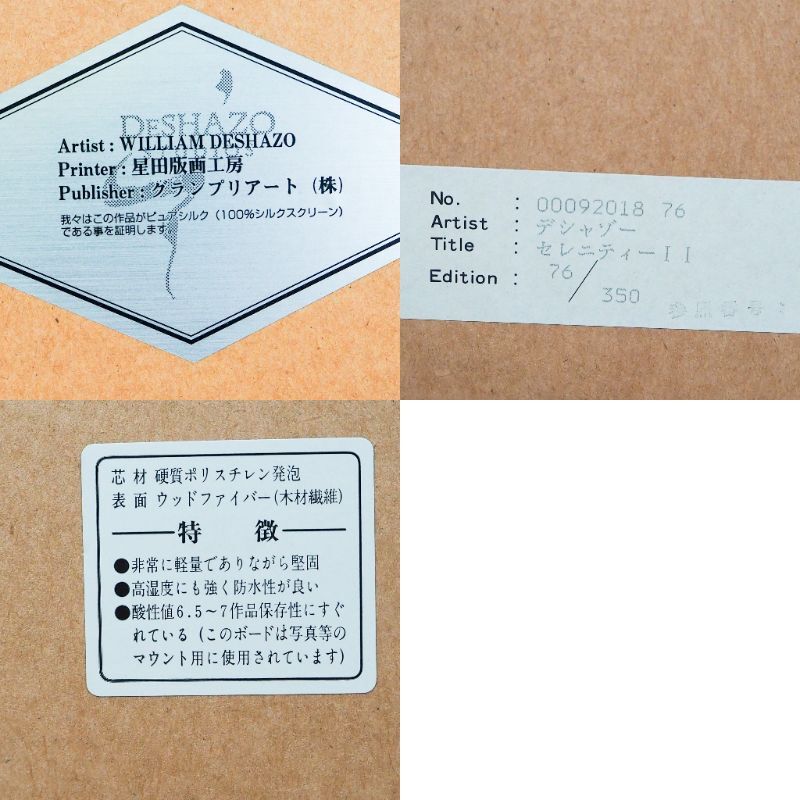 DESHAZO
STUDIOS
Artist : WILLIAM DESHAZO
Printer : 星田版画工房
Publisher : グランプリアート（株）
我々はこの作品がピュアシルク（100%シルクスクリーン）
である事を証明します。
No. : 00092018 76
Artist : デシャゾー
Title : セレニティーII
Edition : 76/350
参照番号:
芯材 硬質ポリスチレン発泡
表面 ウッドファイバー(木材繊維)
特徴
●非常に軽量でありながら堅固
●高湿度にも強く防水性が良い
●酸性値6.5～7作品保存性にすぐ
れている (このボードは写真等の
マウント用に使用されています)